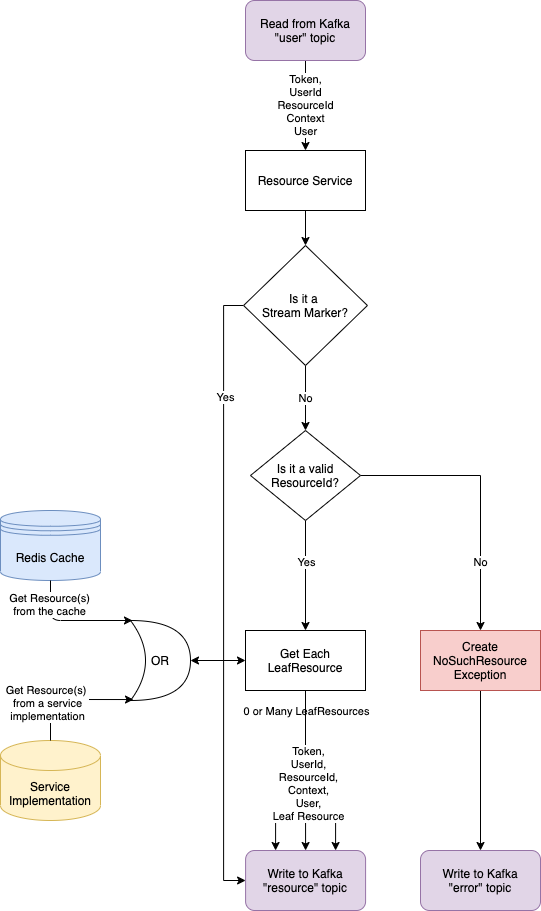 Read from Kafka
"user" topic
Token,
UserId
ResourceId
Context
User
Resource Service
Is it a
Stream Marker?
Yes
No
Is it a valid
ResourceId?
Redis Cache
Get Resource(s)
from the cache
Yes
No
OR
Get Each
LeafResource
Create
NoSuchResource
Exception
Get Resource(s)
from a service
implementation
0 or Many LeafResources
Token,
UserId,
ResourceId,
Context,
User,
Leaf Resource
Service
Implementation
Write to Kafka
"resource" topic
Write to Kafka
"error" topic